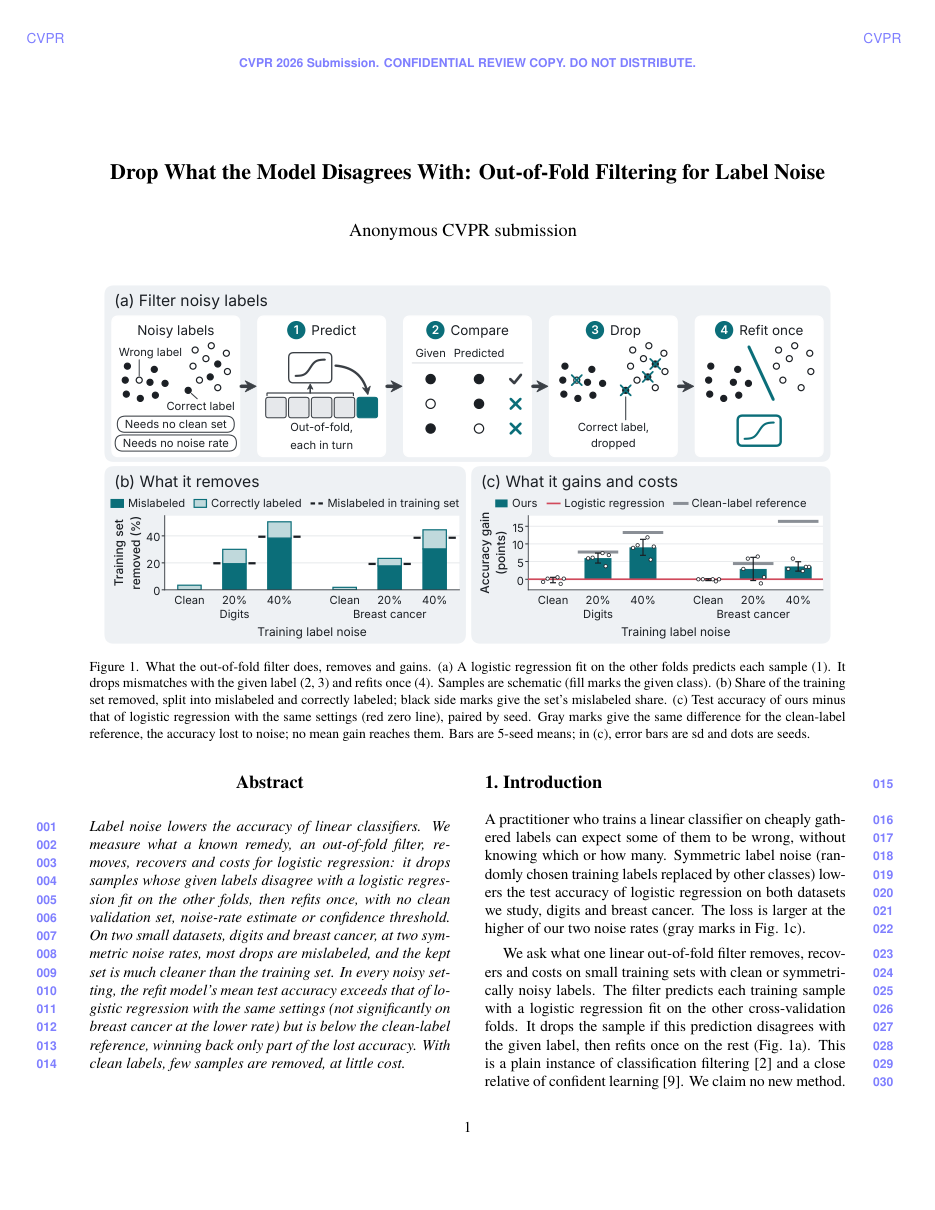 CVPR
CVPR
CVPR 2026 Submission. CONFIDENTIAL REVIEW COPY. DO NOT DISTRIBUTE.
Drop What the Model Disagrees With: Out-of-Fold Filtering for Label Noise
Anonymous CVPR submission
(a) Filter noisy labels
Noisy labels
Wrong label
Correct label
Needs no clean set
Needs no noise rate
1 Predict
Out-of-fold,
each in turn
2 Compare
Given Predicted
3 Drop
Correct label,
dropped
4 Refit once
(b) What it removes
Mislabeled Correctly labeled Mislabeled in training set
Training set
removed (%)
40
20
0
Clean 20% 40% Clean 20% 40%
Digits Breast cancer
Training label noise
(c) What it gains and costs
Ours Logistic regression Clean-label reference
Accuracy gain
(points)
15
10
5
0
Clean 20% 40% Clean 20% 40%
Digits Breast cancer
Training label noise
Figure 1. What the out-of-fold filter does, removes and gains. (a) A logistic regression fit on the other folds predicts each sample (1). It
drops mismatches with the given label (2, 3) and refits once (4). Samples are schematic (fill marks the given class). (b) Share of the training
set removed, split into mislabeled and correctly labeled; black side marks give the set's mislabeled share. (c) Test accuracy of ours minus
that of logistic regression with the same settings (red zero line), paired by seed. Gray marks give the same difference for the clean-label
reference, the accuracy lost to noise; no mean gain reaches them. Bars are 5-seed means; in (c), error bars are sd and dots are seeds.
Abstract
001 Label noise lowers the accuracy of linear classifiers. We
002 measure what a known remedy, an out-of-fold filter, re-
003 moves, recovers and costs for logistic regression: it drops
004 samples whose given labels disagree with a logistic regres-
005 sion fit on the other folds, then refits once, with no clean
006 validation set, noise-rate estimate or confidence threshold.
007 On two small datasets, digits and breast cancer, at two sym-
008 metric noise rates, most drops are mislabeled, and the kept
009 set is much cleaner than the training set. In every noisy set-
010 ting, the refit model's mean test accuracy exceeds that of lo-
011 gistic regression with the same settings (not significantly on
012 breast cancer at the lower rate) but is below the clean-label
013 reference, winning back only part of the lost accuracy. With
014 clean labels, few samples are removed, at little cost.
1. Introduction 015
A practitioner who trains a linear classifier on cheaply gath- 016
ered labels can expect some of them to be wrong, without 017
knowing which or how many. Symmetric label noise (ran- 018
domly chosen training labels replaced by other classes) low- 019
ers the test accuracy of logistic regression on both datasets 020
we study, digits and breast cancer. The loss is larger at the 021
higher of our two noise rates (gray marks in Fig. 1c). 022
We ask what one linear out-of-fold filter removes, recov- 023
ers and costs on small training sets with clean or symmetri- 024
cally noisy labels. The filter predicts each training sample 025
with a logistic regression fit on the other cross-validation 026
folds. It drops the sample if this prediction disagrees with 027
the given label, then refits once on the rest (Fig. 1a). This 028
is a plain instance of classification filtering [2] and a close 029
relative of confident learning [9]. We claim no new method. 030
1